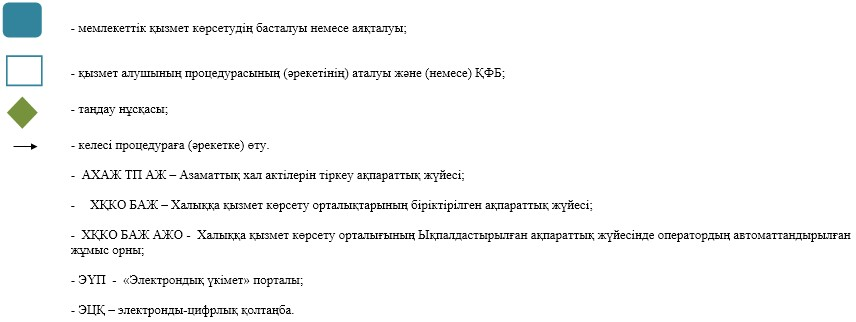 - мемлекеттік қызмет көрсетудің басталуы немесе аяқталуы;
- қызмет алушының процедурасының (әрекетінің) аталуы және (немесе) ҚФБ;
- таңдау нұсқасы;
- келесі процедураға (әрекетке) өту.
- АХАЖ ТП АЖ – Азаматтық хал актілерін тіркеу ақпараттық жүйесі;
- ХҚКО БАЖ – Халыққа қызмет көрсету орталықтарының біріктірілген ақпараттық жүйесі;
- ХҚКО БАЖ АЖО - Халыққа қызмет көрсету орталығының Ықпалдастырылған ақпараттық жүйесінде оператордың автоматтандырылған
жұмыс орны;
- ЭҮП - «Электрондық үкімет» порталы;
- ЭЦҚ – электронды-цифрлық қолтаңба.